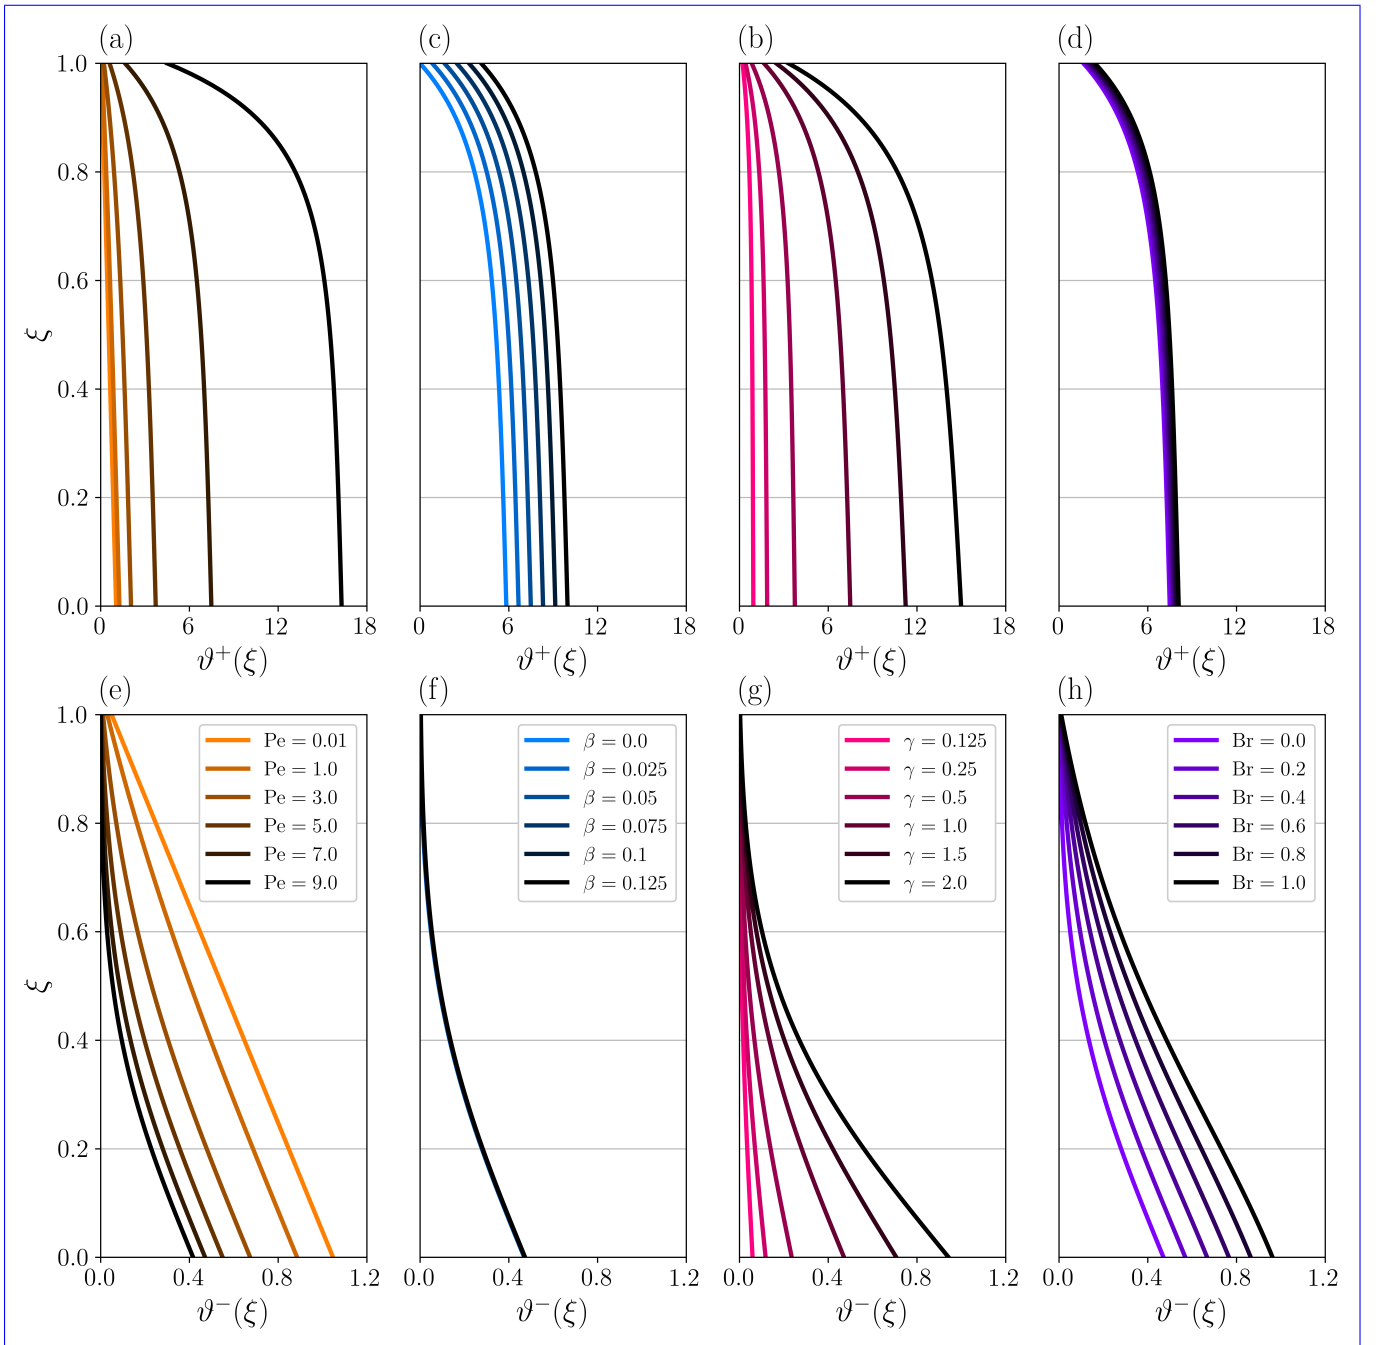 (a) (c) (b) (d)
1.0
0.8
0.6
0.4
0.2
0.0
ξ
0 6 12 18
0 6 12 18
0 6 12 18
0 6 12 18
ϑ⁺(ξ) ϑ⁺(ξ) ϑ⁺(ξ) ϑ⁺(ξ)
(e) (f) (g) (h)
1.0
0.8
0.6
0.4
0.2
0.0
ξ
Pe = 0.01
Pe = 1.0
Pe = 3.0
Pe = 5.0
Pe = 7.0
Pe = 9.0
β = 0.0
β = 0.025
β = 0.05
β = 0.075
β = 0.1
β = 0.125
γ = 0.125
γ = 0.25
γ = 0.5
γ = 1.0
γ = 1.5
γ = 2.0
Br = 0.0
Br = 0.2
Br = 0.4
Br = 0.6
Br = 0.8
Br = 1.0
0.0 0.4 0.8 1.2
0.0 0.4 0.8 1.2
0.0 0.4 0.8 1.2
0.0 0.4 0.8 1.2
ϑ⁻(ξ) ϑ⁻(ξ) ϑ⁻(ξ) ϑ⁻(ξ)